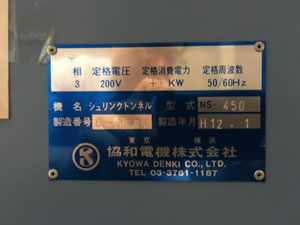 相 定格電圧 定格消費電力 定格周波数
3 200V KW 50/60Hz
機名 シュリンクトンネル 型式 NS-450
製造番号 製造年月 H12.1
東京 横浜
協和電機株式会社
KYOWA DENKI CO., LTD.
TEL 03-3761-1187